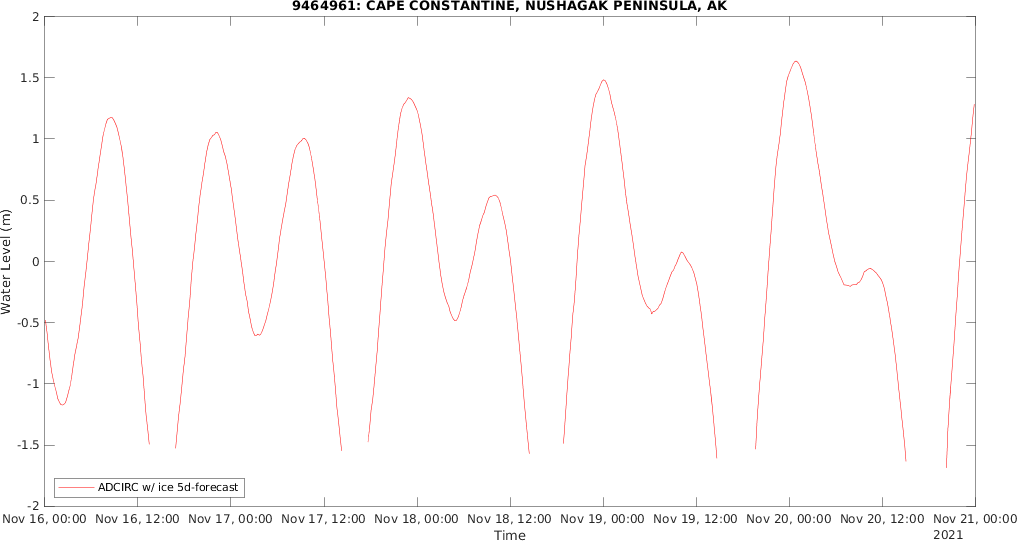 9464961: CAPE CONSTANTINE, NUSHAGAK PENINSULA, AK
2
1.5
1
0.5
0
-0.5
-1
-1.5
-2
Water Level (m)
ADCIRC w/ ice 5d-forecast
Nov 16, 00:00 Nov 16, 12:00 Nov 17, 00:00 Nov 17, 12:00 Nov 18, 00:00 Nov 18, 12:00 Nov 19, 00:00 Nov 19, 12:00 Nov 20, 00:00 Nov 20, 12:00 Nov 21, 00:00
Time
2021